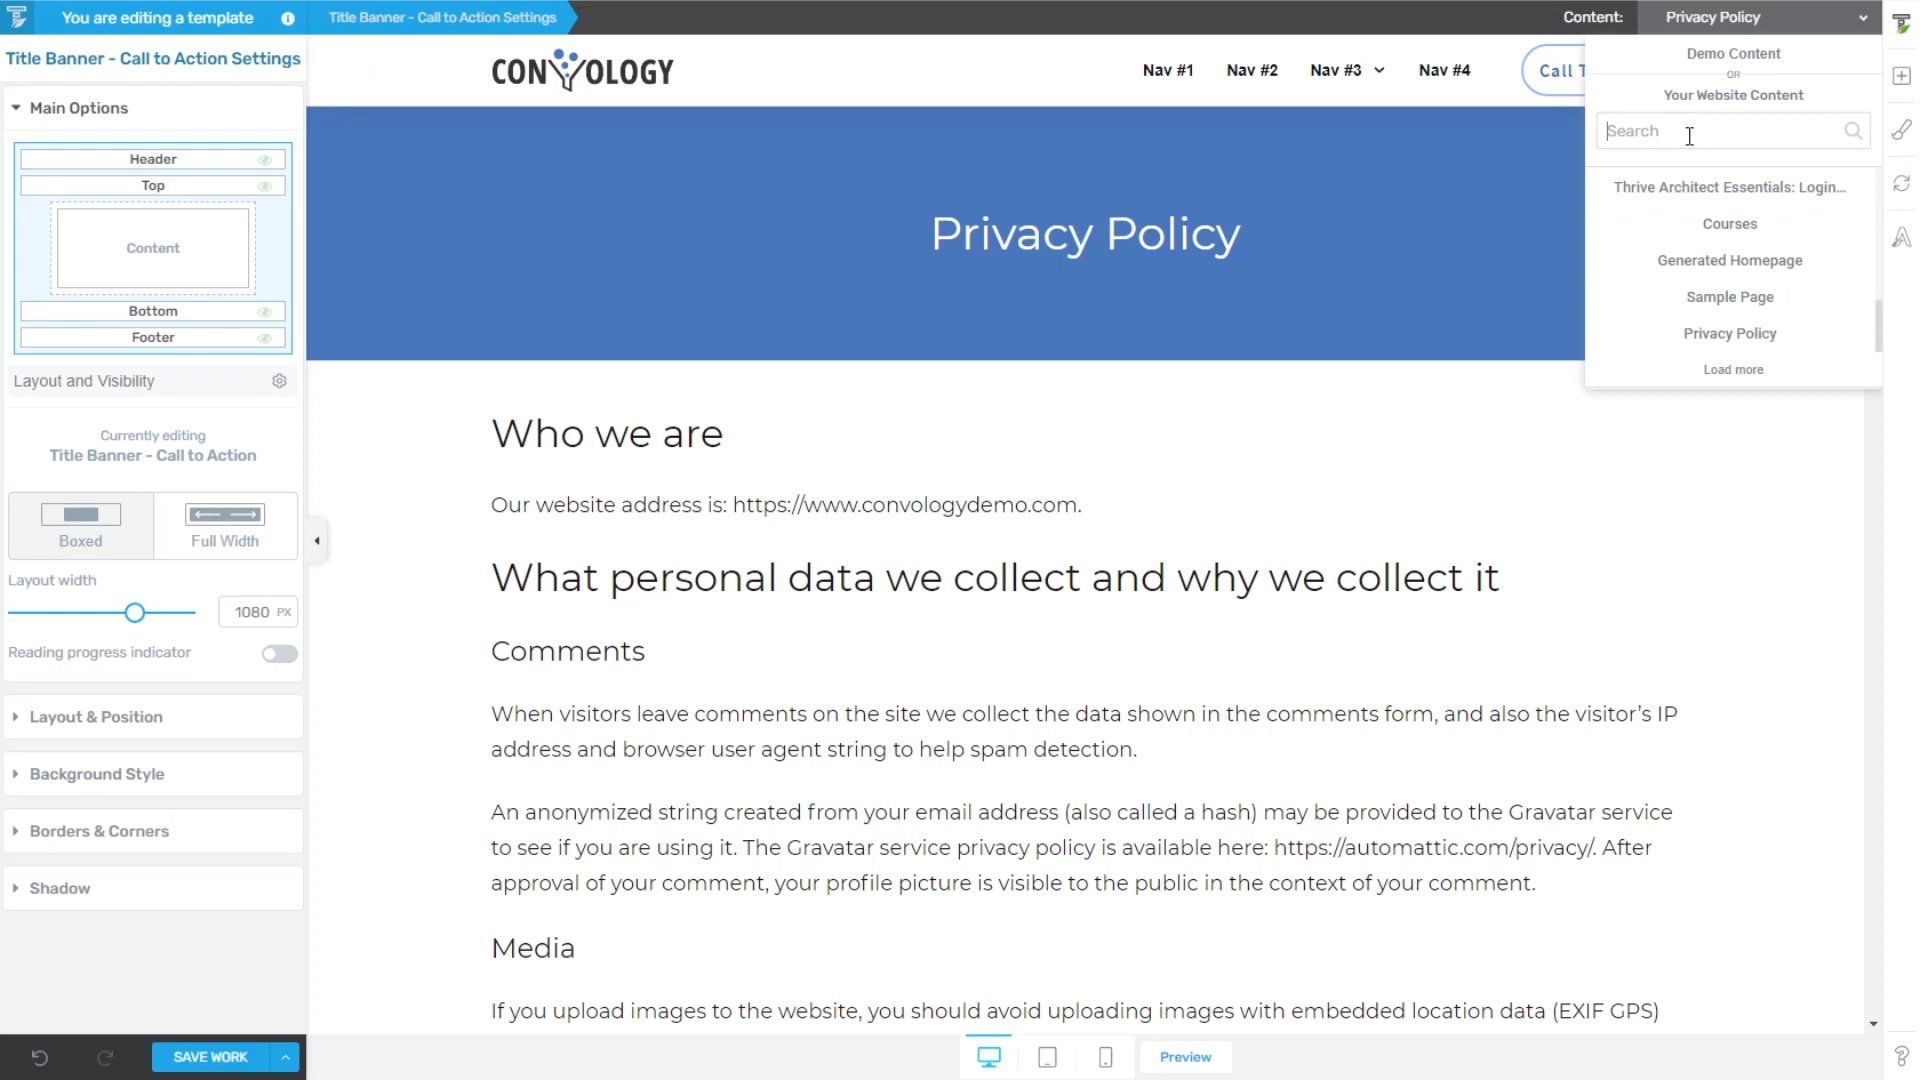 You are editing a template
Title Banner - Call to Action Settings
Content:
Privacy Policy
Title Banner - Call to Action Settings
Main Options
Header
Top
Content
Bottom
Footer
Layout and Visibility
Currently editing
Title Banner - Call to Action
Boxed
Full Width
Layout width
1080 PX
Reading progress indicator
Layout & Position
Background Style
Borders & Corners
Shadow
SAVE WORK
CONVOLOGY
Nav #1
Nav #2
Nav #3
Nav #4
Call T
Demo Content
OR
Your Website Content
Search
Thrive Architect Essentials: Login...
Courses
Generated Homepage
Sample Page
Privacy Policy
Load more
Privacy Policy
Who we are
Our website address is: https://www.convologydemo.com.
What personal data we collect and why we collect it
Comments
When visitors leave comments on the site we collect the data shown in the comments form, and also the visitor's IP
address and browser user agent string to help spam detection.
An anonymized string created from your email address (also called a hash) may be provided to the Gravatar service
to see if you are using it. The Gravatar service privacy policy is available here: https://automattic.com/privacy/. After
approval of your comment, your profile picture is visible to the public in the context of your comment.
Media
If you upload images to the website, you should avoid uploading images with embedded location data (EXIF GPS)
Preview